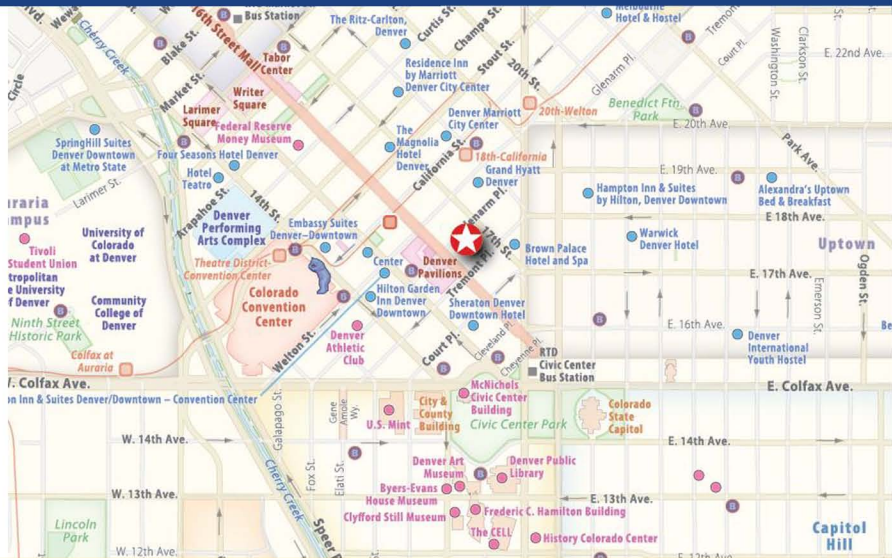 Bus Station
The Ritz-Carlton,
Denver
Curtis St.
Champa St.
Hotel & Hostel
Tremont
Court Pl.
Washington St.
Clarkson St.
E. 22nd Ave.
Blvd.
Cherry Creek
Blake St.
16th Street Mall
Tabor
Center
Stout St.
20th St.
Glenarm Pl.
Residence Inn
by Marriott
Denver City Center
Market St.
Writer
Square
Larimer
Square
Federal Reserve
Money Museum
Denver Marriott
City Center
20th-Welton
Benedict Ftn.
Park
E. 20th Ave.
Park Ave.
Circle
SpringHill Suites
Denver Downtown
at Metro State
Four Seasons Hotel Denver
The
Magnolia
Hotel
Denver
California St.
18th-California
Grand Hyatt
Denver
E. 19th Ave.
Hampton Inn & Suites
by Hilton, Denver Downtown
Alexandra's Uptown
Bed & Breakfast
Larimer St.
Hotel
Teatro
Arapahoe St.
14th St.
E. 18th Ave.
University of
Colorado
at Denver
Denver
Performing
Arts Complex
Embassy Suites
Denver–Downtown
17th St.
Warwick
Denver Hotel
Uptown
Tivoli
Student Union
Theatre District-
Convention Center
Center
Denver
Pavilions
Tremont Pl.
Brown Palace
Hotel and Spa
E. 17th Ave.
Ogden St.
Emerson St.
Community
College of
Denver
Colorado
Convention
Center
Hilton Garden
Inn Denver
Downtown
Sheraton Denver
Downtown Hotel
E. 16th Ave.
Ninth Street
Historic Park
Welton St.
Denver
Athletic
Club
Court Pl.
Cleveland Pl.
Cheyenne Pl.
Denver
International
Youth Hostel
Colfax at
Auraria
RTD
Civic Center
Bus Station
W. Colfax Ave.
E. Colfax Ave.
Inn & Suites Denver/Downtown – Convention Center
Galapago St.
Gene
Amole
Wy.
U.S. Mint
City &
County
Building
McNichols
Civic Center
Building
Civic Center Park
Colorado
State
Capitol
W. 14th Ave.
E. 14th Ave.
Cherry Creek
Fox St.
Elati St.
Denver Art
Museum
Denver Public
Library
Byers-Evans
House Museum
W. 13th Ave.
E. 13th Ave.
Clyfford Still Museum
Frederic C. Hamilton Building
Lincoln
Park
The CELL
History Colorado Center
Capitol
Hill
W. 12th Ave.
E. 12th Ave.
Speer